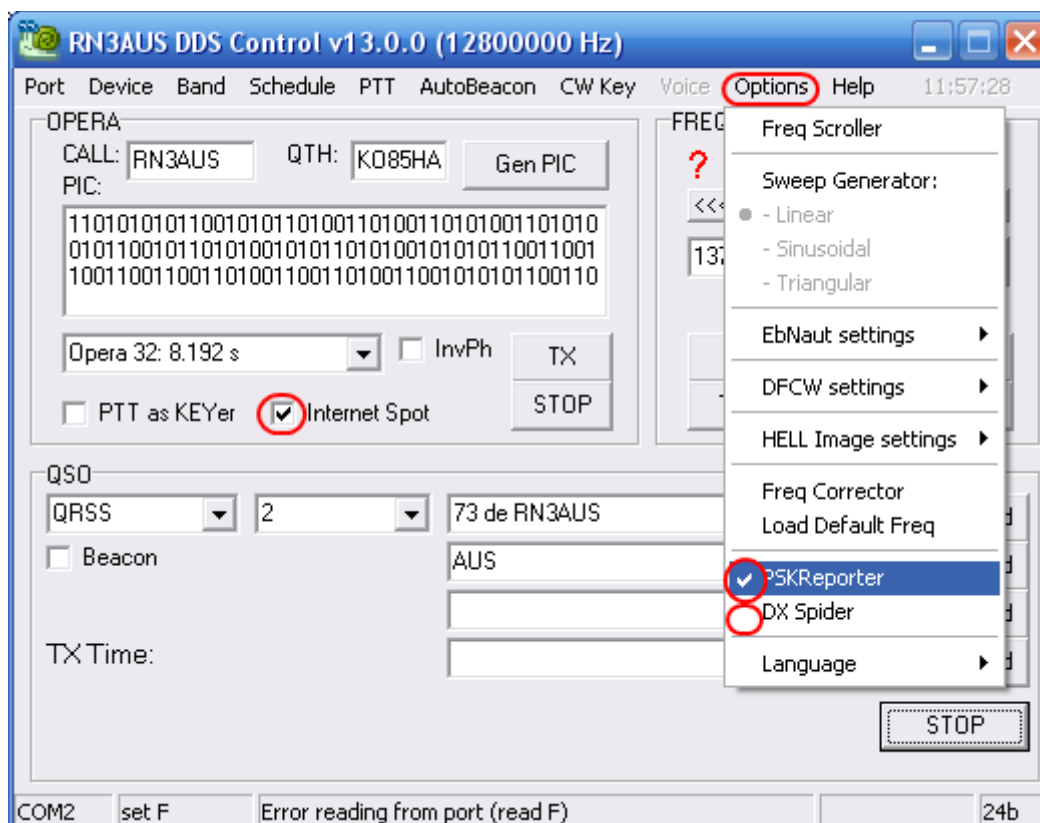 RN3AUS DDS Control v13.0.0 (12800000 Hz)
Port Device Band Schedule PTT AutoBeacon CW Key Voice Options Help 11:57:28
OPERA
CALL: RN3AUS QTH: KO85HA Gen PIC
PIC:
11010101011001010110100110100110101001101010
01011001011010100101011010100101010110011001
10011001100110100110011010011001010101100110
Opera 32: 8.192 s
InvPh
TX
PTT as KEYer
Internet Spot
STOP
FREQ
?
<<<
137
Freq Scroller
Sweep Generator:
- Linear
- Sinusoidal
- Triangular
EbNaut settings
DFCW settings
HELL Image settings
Freq Corrector
Load Default Freq
PSKReporter
DX Spider
Language
QSO
QRSS 2 73 de RN3AUS
Beacon
AUS
TX Time:
STOP
COM2 set F Error reading from port (read F) 24b